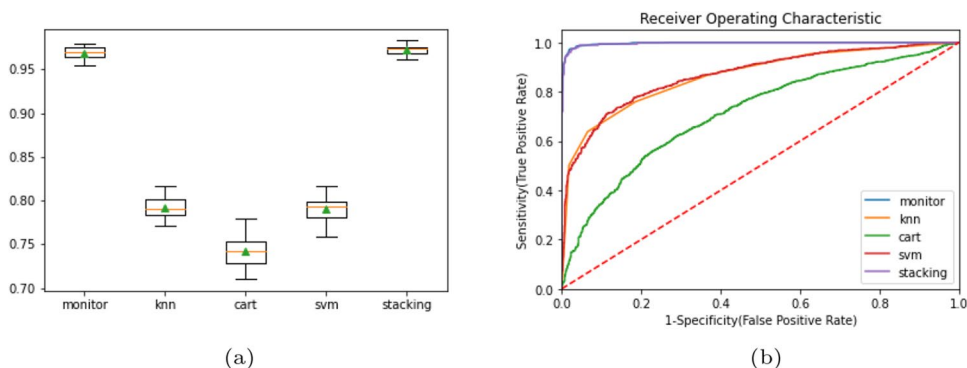 0.95
0.90
0.85
0.80
0.75
0.70
monitor knn cart svm stacking
(a)
Receiver Operating Characteristic
Sensitivity(True Positive Rate)
1.0
0.8
0.6
0.4
0.2
0.0
monitor
knn
cart
svm
stacking
0.0 0.2 0.4 0.6 0.8 1.0
1-Specificity(False Positive Rate)
(b)